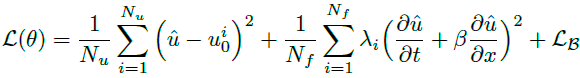 $\mathcal{L}(\theta) = \frac{1}{N_u} \sum_{i=1}^{N_u} \left( \hat{u} - u_0^i \right)^2 + \frac{1}{N_f} \sum_{i=1}^{N_f} \lambda_i \left( \frac{\partial \hat{u}}{\partial t} + \beta \frac{\partial \hat{u}}{\partial x} \right)^2 + \mathcal{L}_{\mathcal{B}}$